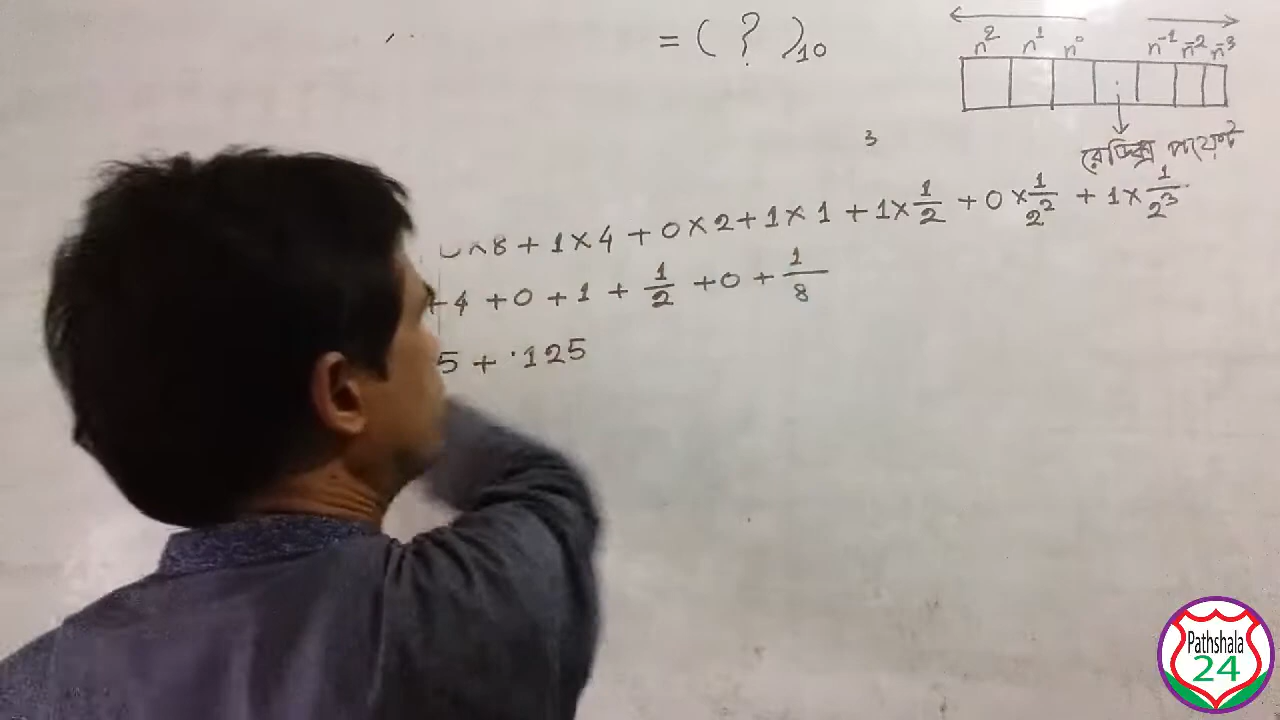 = ( ? )₁₀
n² n¹ n⁰ n⁻¹ n⁻² n⁻³
.
রেডিক্স পয়েন্ট
3
×8 + 1×4 + 0×2 + 1×1 + 1×1/2 + 0×1/2² + 1×1/2³
+4 +0 +1 + 1/2 +0 + 1/8
5 + .125
Pathshala
24